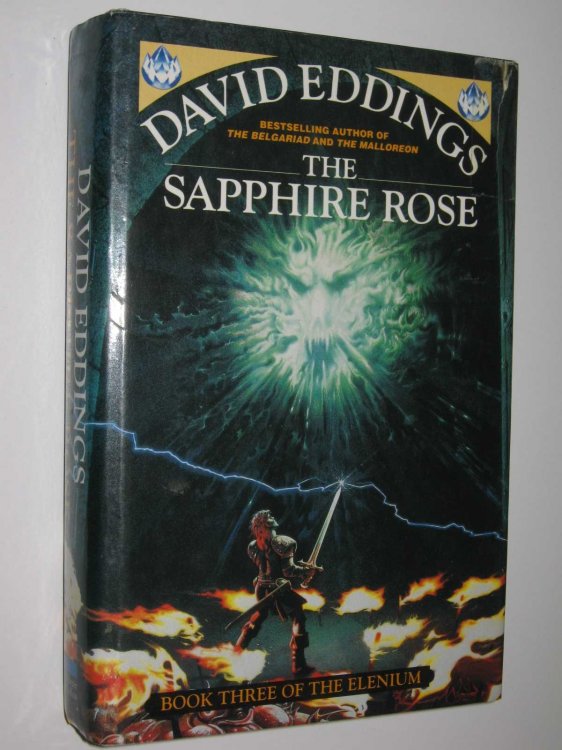 DAVID EDDINGS
BESTSELLING AUTHOR OF
THE BELGARIAD AND THE MALLOREON
THE
SAPPHIRE ROSE
BOOK THREE OF THE ELENIUM
DAVID EDDINGS